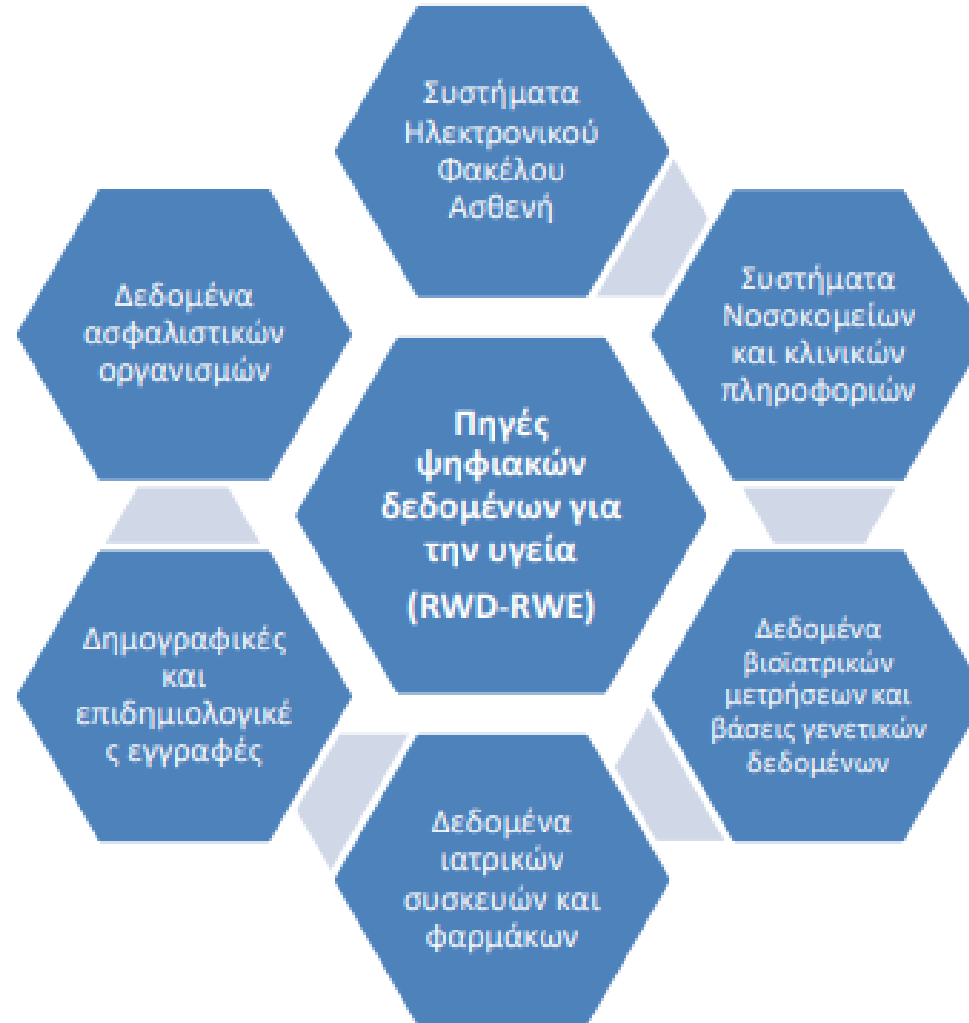 Συστήματα
Ηλεκτρονικού
Φακέλου
Ασθενή
Συστήματα
Νοσοκομείων
και κλινικών
πληροφοριών
Δεδομένα
βιοϊατρικών
μετρήσεων και
βάσεις γενετικών
δεδομένων
Δεδομένα
ιατρικών
συσκευών και
φαρμάκων
Δημογραφικές
και
επιδημιολογικέ
ς εγγραφές
Δεδομένα
ασφαλιστικών
οργανισμών
Πηγές
ψηφιακών
δεδομένων για
την υγεία
(RWD-RWE)